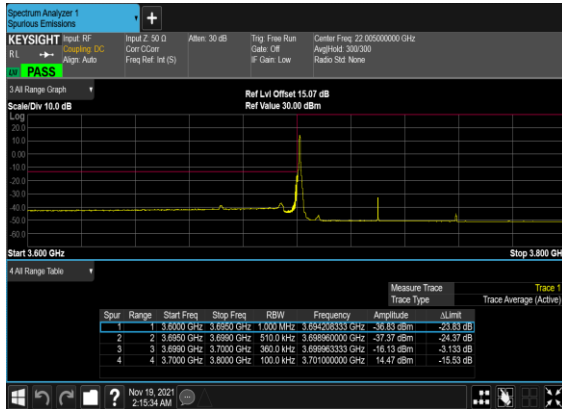 Spectrum Analyzer 1
Spurious Emissions
KEYSIGHT Input: RF Input Z: 50 Ω Atten: 30 dB Trig: Free Run Center Freq: 22.005000000 GHz
RL Coupling: DC Corr CCorr Gate: Off Avg|Hold: 300/300
Align: Auto Freq Ref: Int (S) IF Gain: Low Radio Std: None
PASS
3 All Range Graph
Ref Lvl Offset 15.07 dB
Scale/Div 10.0 dB Ref Value 30.00 dBm
Log
20.0
10.0
0.00
-10.0
-20.0
-30.0
-40.0
-50.0
-60.0
Start 3.600 GHz Stop 3.800 GH
4 All Range Table
Measure Trace Trace 1
Trace Type Trace Average (Active)
Spur Range Start Freq Stop Freq RBW Frequency Amplitude ΔLimit
1 1 3.6000 GHz 3.6950 GHz 1.000 MHz 3.694208333 GHz -36.83 dBm -23.83 dB
2 2 3.6950 GHz 3.6990 GHz 510.0 kHz 3.698960000 GHz -37.37 dBm -24.37 dB
3 3 3.6990 GHz 3.7000 GHz 360.0 kHz 3.699963333 GHz -16.13 dBm -3.133 dB
4 4 3.7000 GHz 3.8000 GHz 100.0 kHz 3.701000000 GHz 14.47 dBm -15.53 dB
Nov 19, 2021
2:15:34 AM